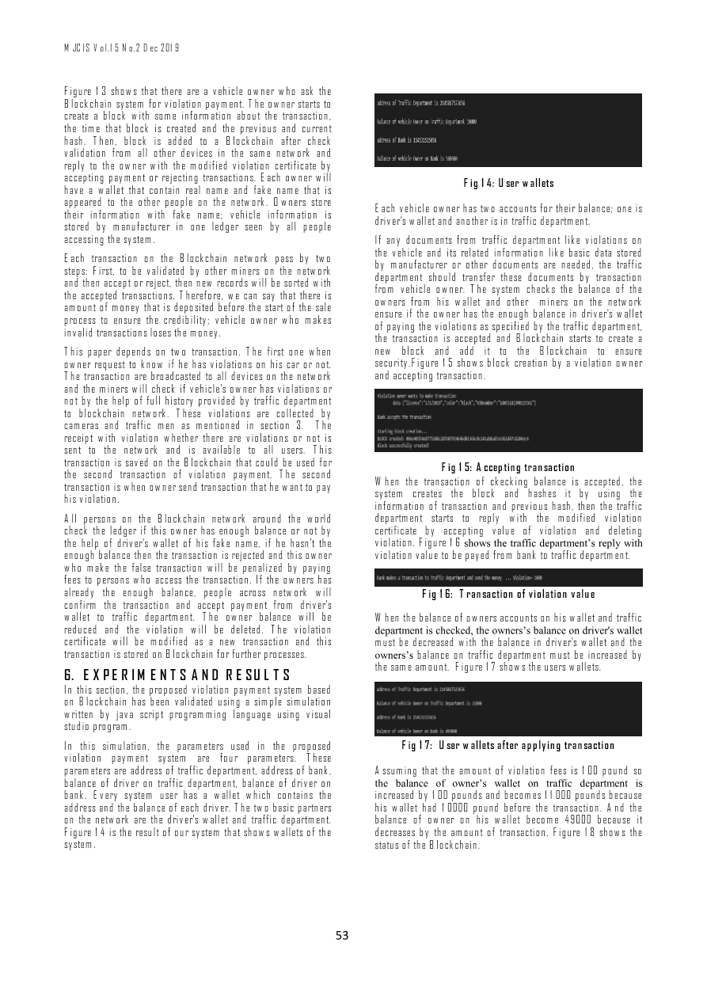 MJCIS Vol.15 No.2 Dec 2019
Figure 13 shows that there are a vehicle owner who ask the
Blockchain system for violation payment. The owner starts to
create a block with some information about the transaction,
the time that block is created and the previous and current
hash. Then, block is added to a Blockchain after check
validation from all other devices in the same network and
reply to the owner with the modified violation certificate by
accepting payment or rejecting transactions. Each owner will
have a wallet that contain real name and fake name that is
appeared to the other people on the network. Owners store
their information with fake name; vehicle information is
stored by manufacturer in one ledger seen by all people
accessing the system.
Each transaction on the Blockchain network pass by two
steps: First, to be validated by other miners on the network
and then accept or reject, then new records will be sorted with
the accepted transactions. Therefore, we can say that there is
amount of money that is deposited before the start of the sale
process to ensure the credibility; vehicle owner who makes
invalid transactions loses the money.
This paper depends on two transaction. The first one when
owner request to know if he has violations on his car or not.
The transaction are broadcasted to all devices on the network
and the miners will check if vehicle's owner has violations or
not by the help of full history provided by traffic department
to blockchain network. These violations are collected by
cameras and traffic men as mentioned in section 3. The
receipt with violation whether there are violations or not is
sent to the network and is available to all users. This
transaction is saved on the Blockchain that could be used for
the second transaction of violation payment. The second
transaction is when owner send transaction that he want to pay
his violation.
All persons on the Blockchain network around the world
check the ledger if this owner has enough balance or not by
the help of driver's wallet of his fake name, if he hasn't the
enough balance then the transaction is rejected and this owner
who make the false transaction will be penalized by paying
fees to persons who access the transaction. If the owners has
already the enough balance, people across network will
confirm the transaction and accept payment from driver's
wallet to traffic department. The owner balance will be
reduced and the violation will be deleted. The violation
certificate will be modified as a new transaction and this
transaction is stored on Blockchain for further processes.
6. EXPERIMENTS AND RESULTS
In this section, the proposed violation payment system based
on Blockchain has been validated using a simple simulation
written by java script programming language using visual
studio program.
In this simulation, the parameters used in the proposed
violation payment system are four parameters. These
parameters are address of traffic department, address of bank,
balance of driver on traffic department, balance of driver on
bank. Every system user has a wallet which contains the
address and the balance of each driver. The two basic partners
on the network are the driver's wallet and traffic department.
Figure 14 is the result of our system that shows wallets of the
system.
address of Traffic Department is 2145867523656
Balance of vehicle Owner on Traffic Department 10000
address of Bank is 154531515656
Balance of vehicle Owner on Bank is 500000
Fig 14: User wallets
Each vehicle owner has two accounts for their balance; one is
driver's wallet and another is in traffic department.
If any documents from traffic department like violations on
the vehicle and its related information like basic data stored
by manufacturer or other documents are needed, the traffic
department should transfer these documents by transaction
from vehicle owner. The system checks the balance of the
owners from his wallet and other miners on the network
ensure if the owner has the enough balance in driver's wallet
of paying the violations as specified by the traffic department,
the transaction is accepted and Blockchain starts to create a
new block and add it to the Blockchain to ensure
security.Figure 15 shows block creation by a violation owner
and accepting transaction.
Violation owner wants to make transaction
data {"license":"1/1/2019","color":"Black",
Bank accepts the transaction
Starting block creation...
BLOCK created:
Block successfully created!
Fig 15: Accepting transaction
When the transaction of ckecking balance is accepted, the
system creates the block and hashes it by using the
information of transaction and previous hash, then the traffic
department starts to reply with the modified violation
certificate by accepting value of violation and deleting
violation. Figure 16 shows the traffic department's reply with
violation value to be payed from bank to traffic department.
Bank makes a transaction to Traffic department and send the money ... Violation= 1000
Fig 16: Transaction of violation value
When the balance of owners accounts on his wallet and traffic
department is checked, the owners's balance on driver's wallet
must be decreased with the balance in driver's wallet and the
owners's balance on traffic department must be increased by
the same amount. Figure 17 shows the users wallets.
address of Traffic Department is 2145867523656
Balance of vehicle Owner on Traffic Department is 11000
address of Bank is 154531515656
Balance of vehicle Owner on Bank is 499000
Fig 17: User wallets after applying transaction
Assuming that the amount of violation fees is 1▯▯ pound so
the balance of owner's wallet on traffic department is
increased by 1▯▯ pounds and becomes 11▯▯▯ pounds because
his wallet had 1▯▯▯▯ pound before the transaction. And the
balance of owner on his wallet become 49▯▯▯ because it
decreases by the amount of transaction. Figure 18 shows the
status of the Blockchain.
53